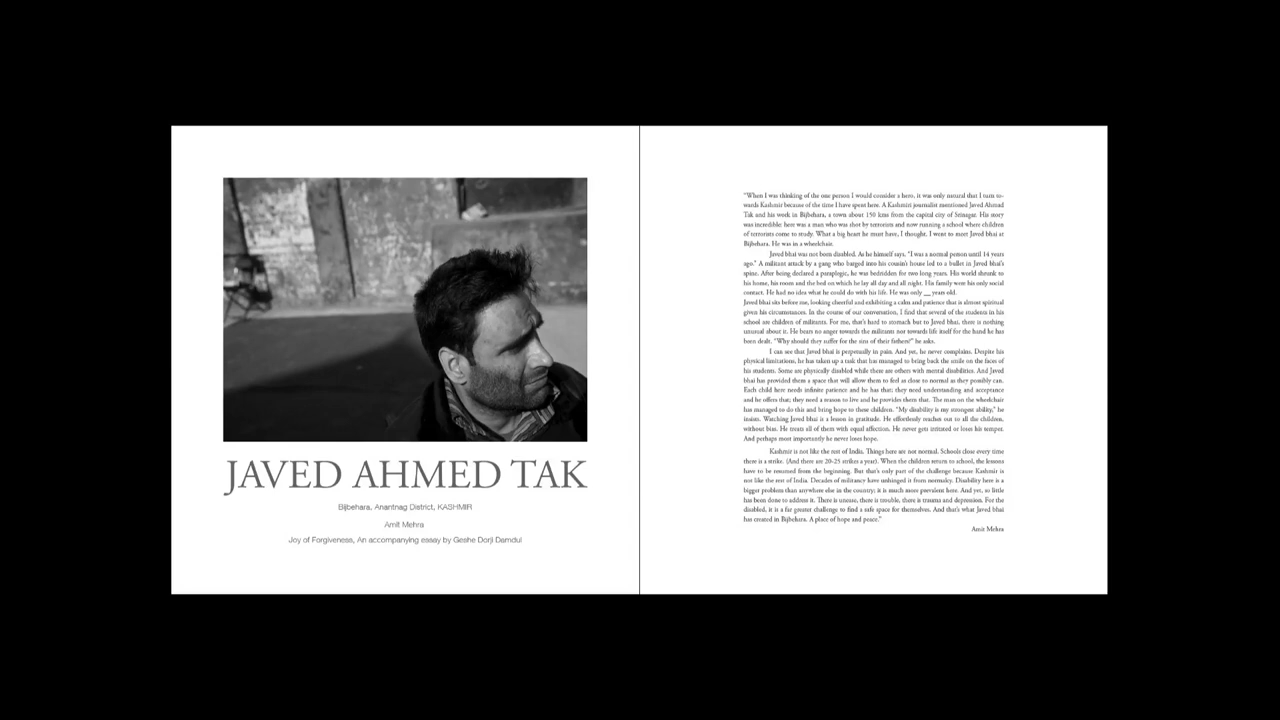 JAVED AHMED TAK
Bijbehara, Anantnag District, KASHMIR
Amit Mehra
Joy of Forgiveness, An accompanying essay by Geshe Dorji Damdul
"When I was thinking of the one person I would consider a hero, it was only natural that I turn to-
wards Kashmir because of the time I have spent here. A Kashmiri journalist mentioned Javed Ahmad
Tak and his work in Bijbehara, a town about 150 kms from the capital city of Srinagar. His story
was incredible; here was a man who was shot by terrorists and now running a school where children
of terrorists come to study. What a big heart he must have, I thought. I went to meet Javed bhai at
Bijbehara. He was in a wheelchair.
Javed bhai was not born disabled. As he himself says, "I was a normal person until 14 years
ago." A militant attack by a gang who barged into his cousin's house led to a bullet in Javed bhai's
spine. After being declared a paraplegic, he was bedridden for two long years. His world shrunk to
his home, his room and the bed on which he lay all day and all night. His family were his only social
contact. He had no idea what he could do with his life. He was only __ years old.
Javed bhai sits before me, looking cheerful and exhibiting a calm and patience that is almost spiritual
given his circumstances. In the course of our conversation, I find that several of the students in his
school are children of militants. For me, that's hard to stomach but to Javed bhai, there is nothing
unusual about it. He bears no anger towards the militants nor towards life itself for the hand he has
been dealt. "Why should they suffer for the sins of their fathers?" he asks.
I can see that Javed bhai is perpetually in pain. And yet, he never complains. Despite his
physical limitations, he has taken up a task that has managed to bring back the smile on the faces of
his students. Some are physically disabled while there are others with mental disabilities. And Javed
bhai has provided them a space that will allow them to feel as close to normal as they possibly can.
Each child here needs infinite patience and he has that; they need understanding and acceptance
and he offers that; they need a reason to live and he provides them that. The man on the wheelchair
has managed to do this and bring hope to these children. "My disability is my strongest ability," he
insists. Watching Javed bhai is a lesson in gratitude. He effortlessly reaches out to all the children,
without bias. He treats all of them with equal affection. He never gets irritated or loses his temper.
And perhaps most importantly he never loses hope.
Kashmir is not like the rest of India. Things here are not normal. Schools close every time
there is a strike. (And there are 20-25 strikes a year). When the children return to school, the lessons
have to be resumed from the beginning. But that's only part of the challenge because Kashmir is
not like the rest of India. Decades of militancy have unhinged it from normalcy. Disability here is a
bigger problem than anywhere else in the country; it is much more prevalent here. And yet, so little
has been done to address it. There is unease, there is trouble, there is trauma and depression. For the
disabled, it is a far greater challenge to find a safe space for themselves. And that's what Javed bhai
has created in Bijbehara. A place of hope and peace."
Amit Mehra